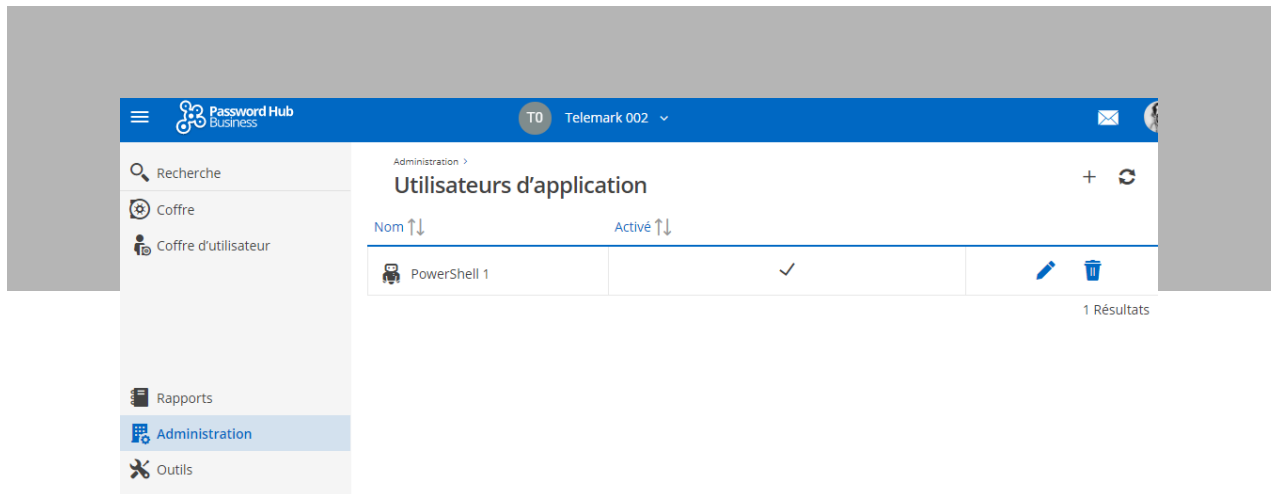 Password Hub
Business
T0 Telemark 002
Recherche
Coffre
Coffre d'utilisateur
Rapports
Administration
Outils
Administration >
Utilisateurs d'application
Nom Activé
PowerShell 1
1 Résultats